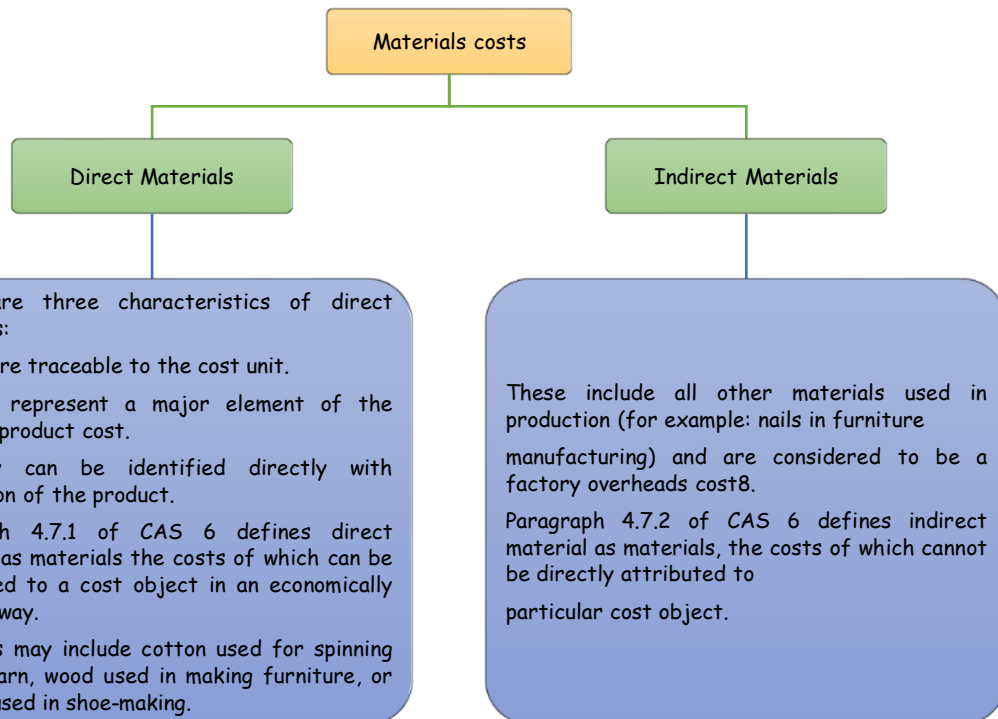 Materials costs
Direct Materials
Indirect Materials
are three characteristics of direct
s:
re traceable to the cost unit.
represent a major element of the
product cost.
y can be identified directly with
on of the product.
h 4.7.1 of CAS 6 defines direct
as materials the costs of which can be
ed to a cost object in an economically
way.
s may include cotton used for spinning
arn, wood used in making furniture, or
used in shoe-making.
These include all other materials used in
production (for example: nails in furniture
manufacturing) and are considered to be a
factory overheads cost8.
Paragraph 4.7.2 of CAS 6 defines indirect
material as materials, the costs of which cannot
be directly attributed to
particular cost object.